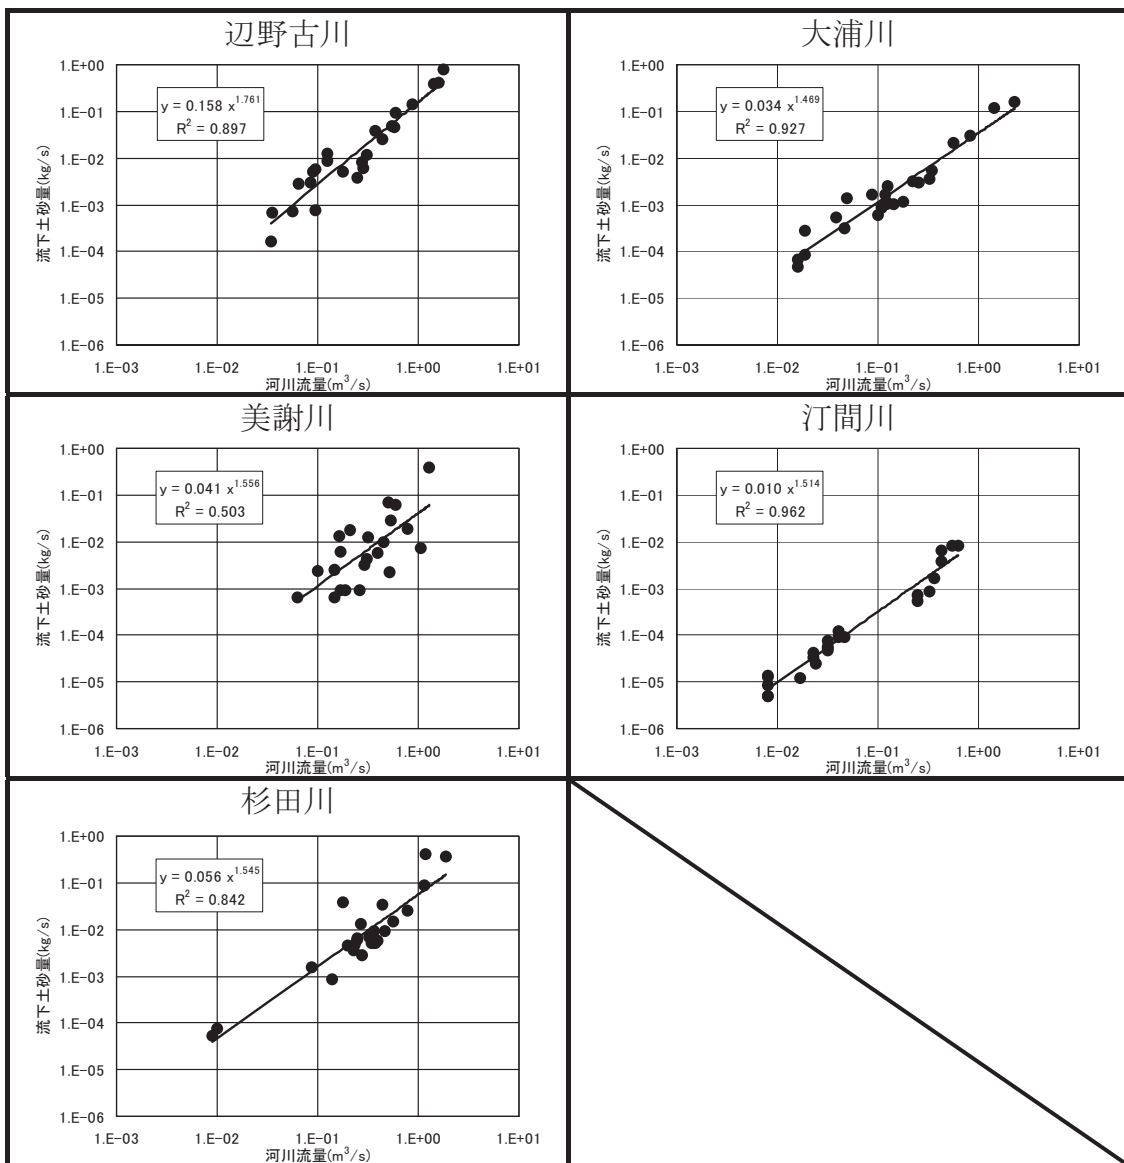 辺野古川
y = 0.158 x^1.761
R² = 0.897
流下土砂量(kg/s)
1.E+00
1.E-01
1.E-02
1.E-03
1.E-04
1.E-05
1.E-06
1.E-03 1.E-02 1.E-01 1.E+00 1.E+01
河川流量(m³/s)
大浦川
y = 0.034 x^1.469
R² = 0.927
流下土砂量(kg/s)
1.E+00
1.E-01
1.E-02
1.E-03
1.E-04
1.E-05
1.E-06
1.E-03 1.E-02 1.E-01 1.E+00 1.E+01
河川流量(m³/s)
美謝川
y = 0.041 x^1.556
R² = 0.503
流下土砂量(kg/s)
1.E+00
1.E-01
1.E-02
1.E-03
1.E-04
1.E-05
1.E-06
1.E-03 1.E-02 1.E-01 1.E+00 1.E+01
河川流量(m³/s)
汀間川
y = 0.010 x^1.514
R² = 0.962
流下土砂量(kg/s)
1.E+00
1.E-01
1.E-02
1.E-03
1.E-04
1.E-05
1.E-06
1.E-03 1.E-02 1.E-01 1.E+00 1.E+01
河川流量(m³/s)
杉田川
y = 0.056 x^1.545
R² = 0.842
流下土砂量(kg/s)
1.E+00
1.E-01
1.E-02
1.E-03
1.E-04
1.E-05
1.E-06
1.E-03 1.E-02 1.E-01 1.E+00 1.E+01
河川流量(m³/s)